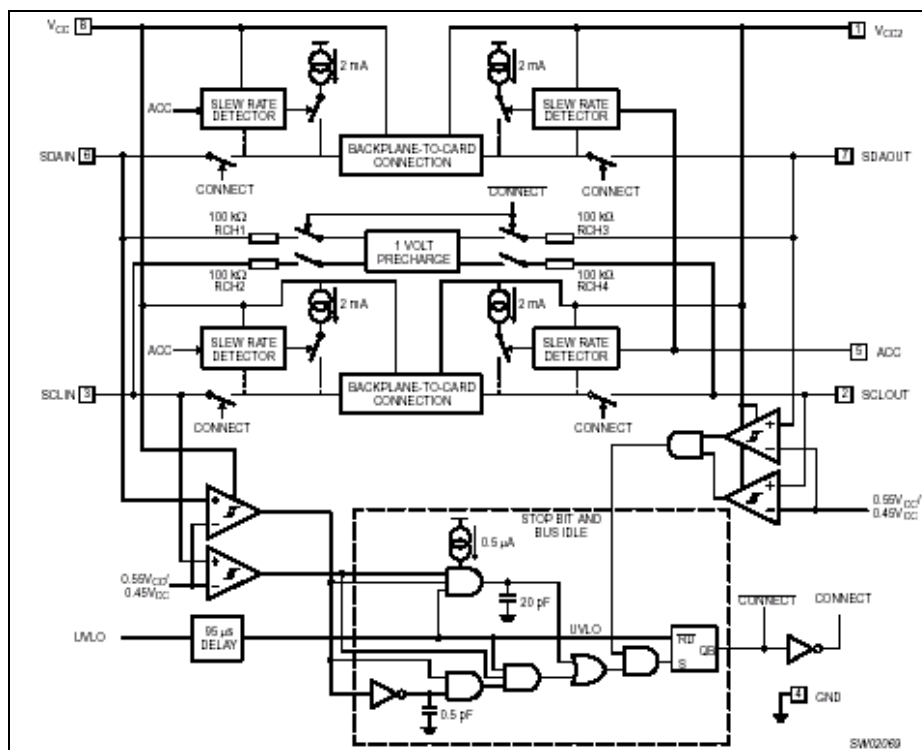 VCC 8
1 VCC2
2 mA
2 mA
ACC
SLEW RATE
DETECTOR
SLEW RATE
DETECTOR
BACKPLANE-TO-CARD
CONNECTION
SDAIN 6
7 SDAOUT
CONNECT
CONNECT
CONNECT
100 kΩ
RCH1
100 kΩ
RCH3
1 VOLT
PRECHARGE
100 kΩ
RCH2
100 kΩ
RCH4
2 mA
2 mA
ACC
SLEW RATE
DETECTOR
SLEW RATE
DETECTOR
5 ACC
BACKPLANE-TO-CARD
CONNECTION
SCLIN 3
2 SCLOUT
CONNECT
CONNECT
+
−
+
−
0.55VCC/
0.45VCC
STOP BIT AND
BUS IDLE
0.5 μA
+
−
+
−
0.55VCC/
0.45VCC
20 pF
UVLO
95 μs
DELAY
UVLO
RD
QB
S
CONNECT
CONNECT
0.5 pF
4 GND
SW02069